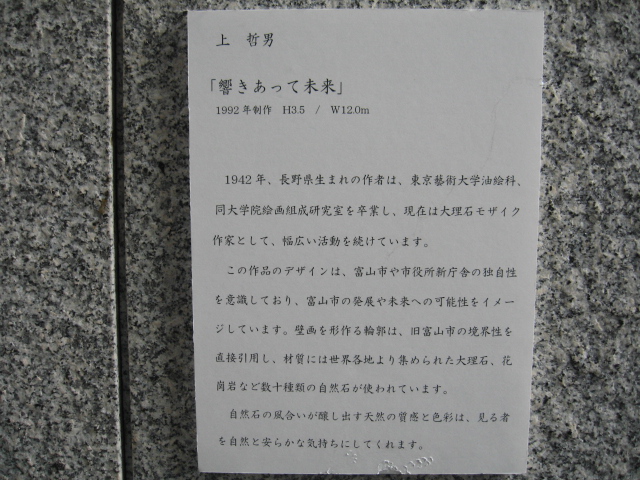 上　哲男
「響きあって未来」
1992年制作　H3.5　/　W12.0m
1942年、長野県生まれの作者は、東京藝術大学油絵科、
同大学院絵画組成研究室を卒業し、現在は大理石モザイク
作家として、幅広い活動を続けています。
この作品のデザインは、富山市や市役所新庁舎の独自性
を意識しており、富山市の発展や未来への可能性をイメー
ジしています。壁画を形作る輪郭は、旧富山市の境界性を
直接引用し、材質には世界各地より集められた大理石、花
崗岩など数十種類の自然石が使われています。
自然石の風合いが醸し出す天然の質感と色彩は、見る者
を自然と安らかな気持ちにしてくれます。